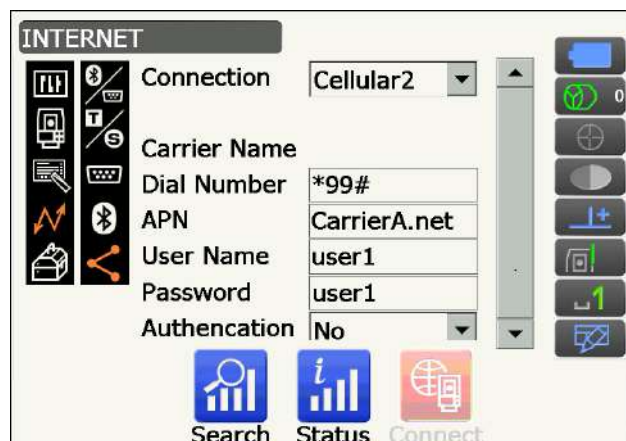 INTERNET
Connection Cellular2
Carrier Name
Dial Number *99#
APN CarrierA.net
User Name user1
Password user1
Authencation No
Search Status Connect
T
S
0
i
1